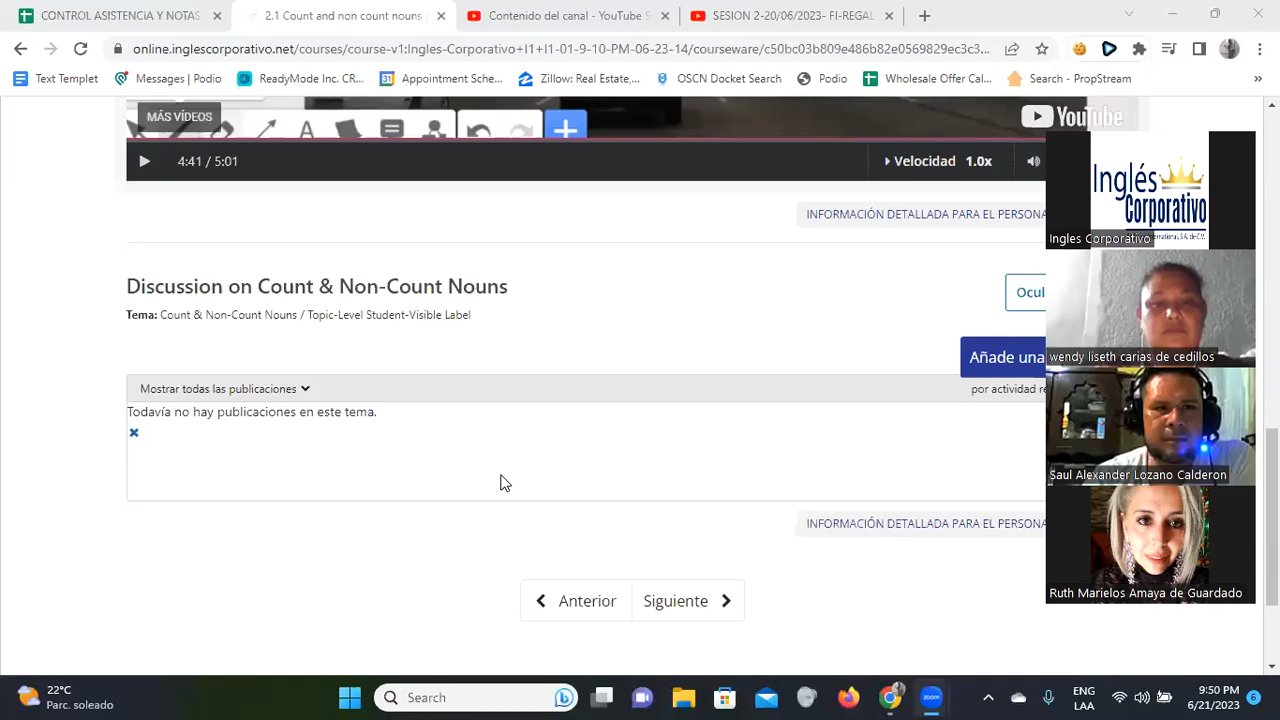 CONTROL ASISTENCIA Y NOTAS
2.1 Count and non count nouns
Contenido del canal - YouTube S
SESION 2-20/06/2023- FI-REGAL
online.inglescorporativo.net/courses/course-v1:Ingles-Corporativo+I1+I1-01-9-10-PM-06-23-14/courseware/c50bc03b809e486b82e0569829ec3c3...
Text Templet
Messages | Podio
ReadyMode Inc. CR...
Appointment Sche...
Zillow: Real Estate,...
OSCN Docket Search
Podio
Wholesale Offer Cal...
Search - PropStream
»
MÁS VÍDEOS
YouTube
4:41 / 5:01
Velocidad 1.0x
INFORMACIÓN DETALLADA PARA EL PERSONA
Discussion on Count & Non-Count Nouns
Ocul
Tema: Count & Non-Count Nouns / Topic-Level Student-Visible Label
Añade una
Mostrar todas las publicaciones
por actividad re
Todavía no hay publicaciones en este tema.
INFORMACIÓN DETALLADA PARA EL PERSONA
Anterior
Siguiente
Inglés
Corporativo
Ingles Corporativo
wendy liseth carias de cedillos
Saul Alexander Lozano Calderon
Ruth Marielos Amaya de Guardado
22°C
Parc. soleado
Search
zoom
ENG
LAA
9:50 PM
6/21/2023
6